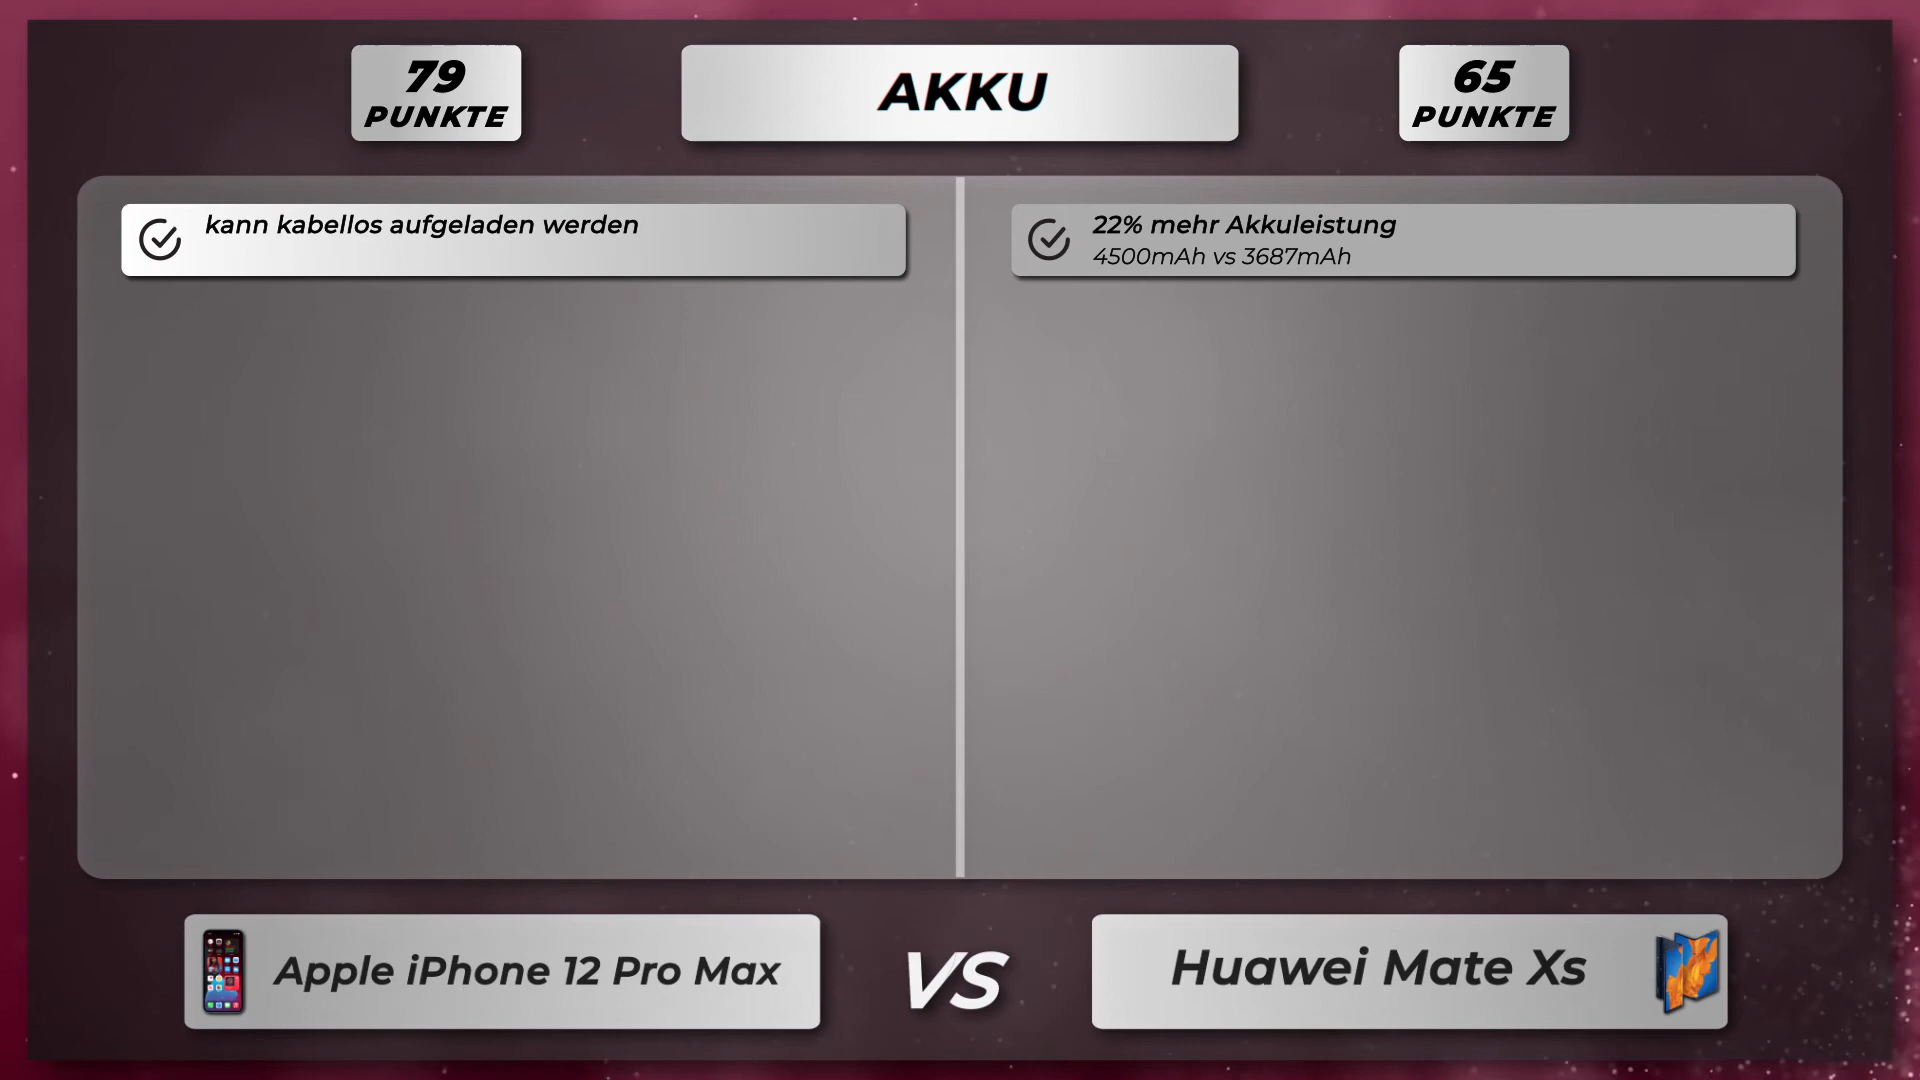 79
PUNKTE
AKKU
65
PUNKTE
kann kabellos aufgeladen werden
22% mehr Akkuleistung
4500mAh vs 3687mAh
Apple iPhone 12 Pro Max
VS
Huawei Mate Xs